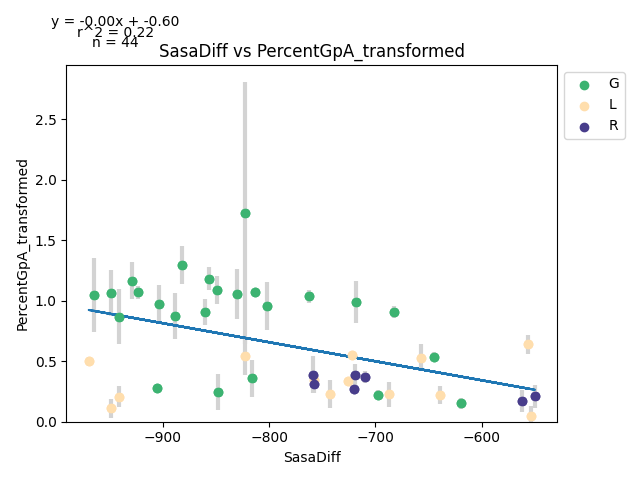 y = -0.00x + -0.60
r^2 = 0.22
n = 44
SasaDiff vs PercentGpA_transformed
G
L
R
PercentGpA_transformed
2.5
2.0
1.5
1.0
0.5
0.0
−900
−800
−700
−600
SasaDiff